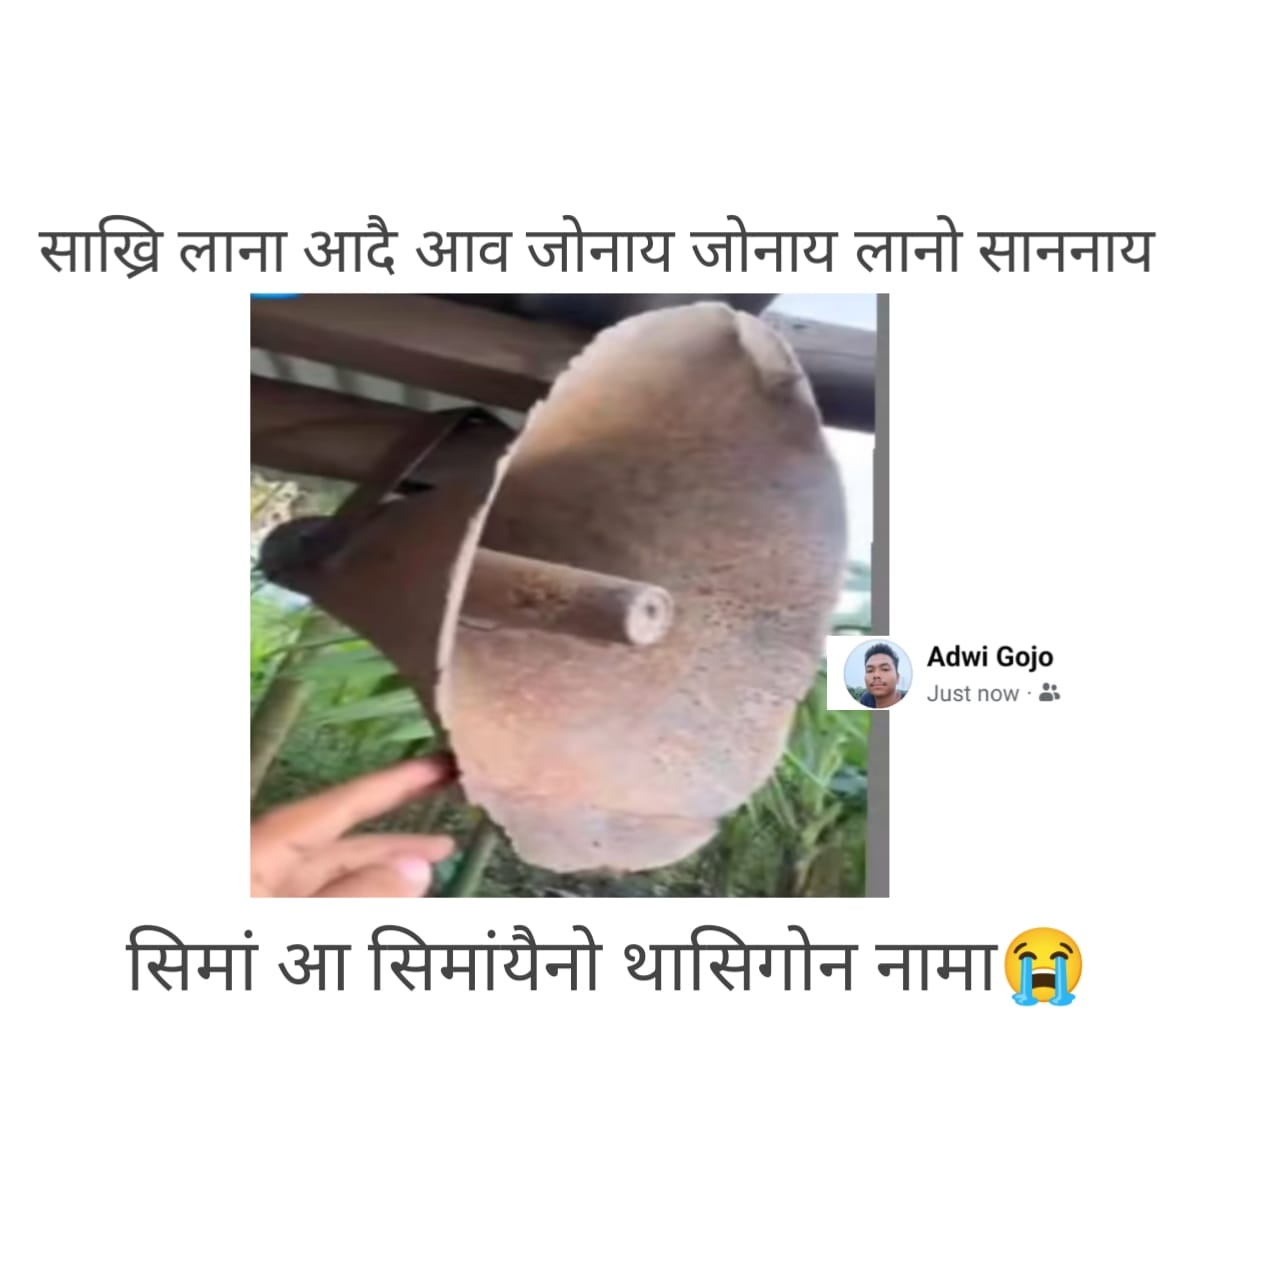 साख्रि लाना आदै आव जोनाय जोनाय लानो साननाय
Adwi Gojo
Just now ·
सिमां आ सिमांयैनो थासिगोन नामा😭